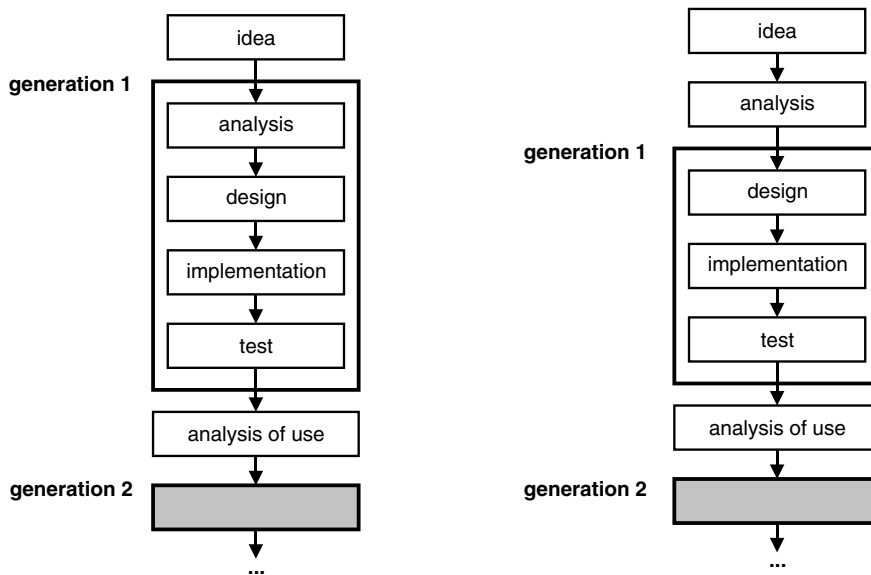 idea
generation 1
analysis
design
implementation
test
analysis of use
generation 2
...
idea
analysis
generation 1
design
implementation
test
analysis of use
generation 2
...